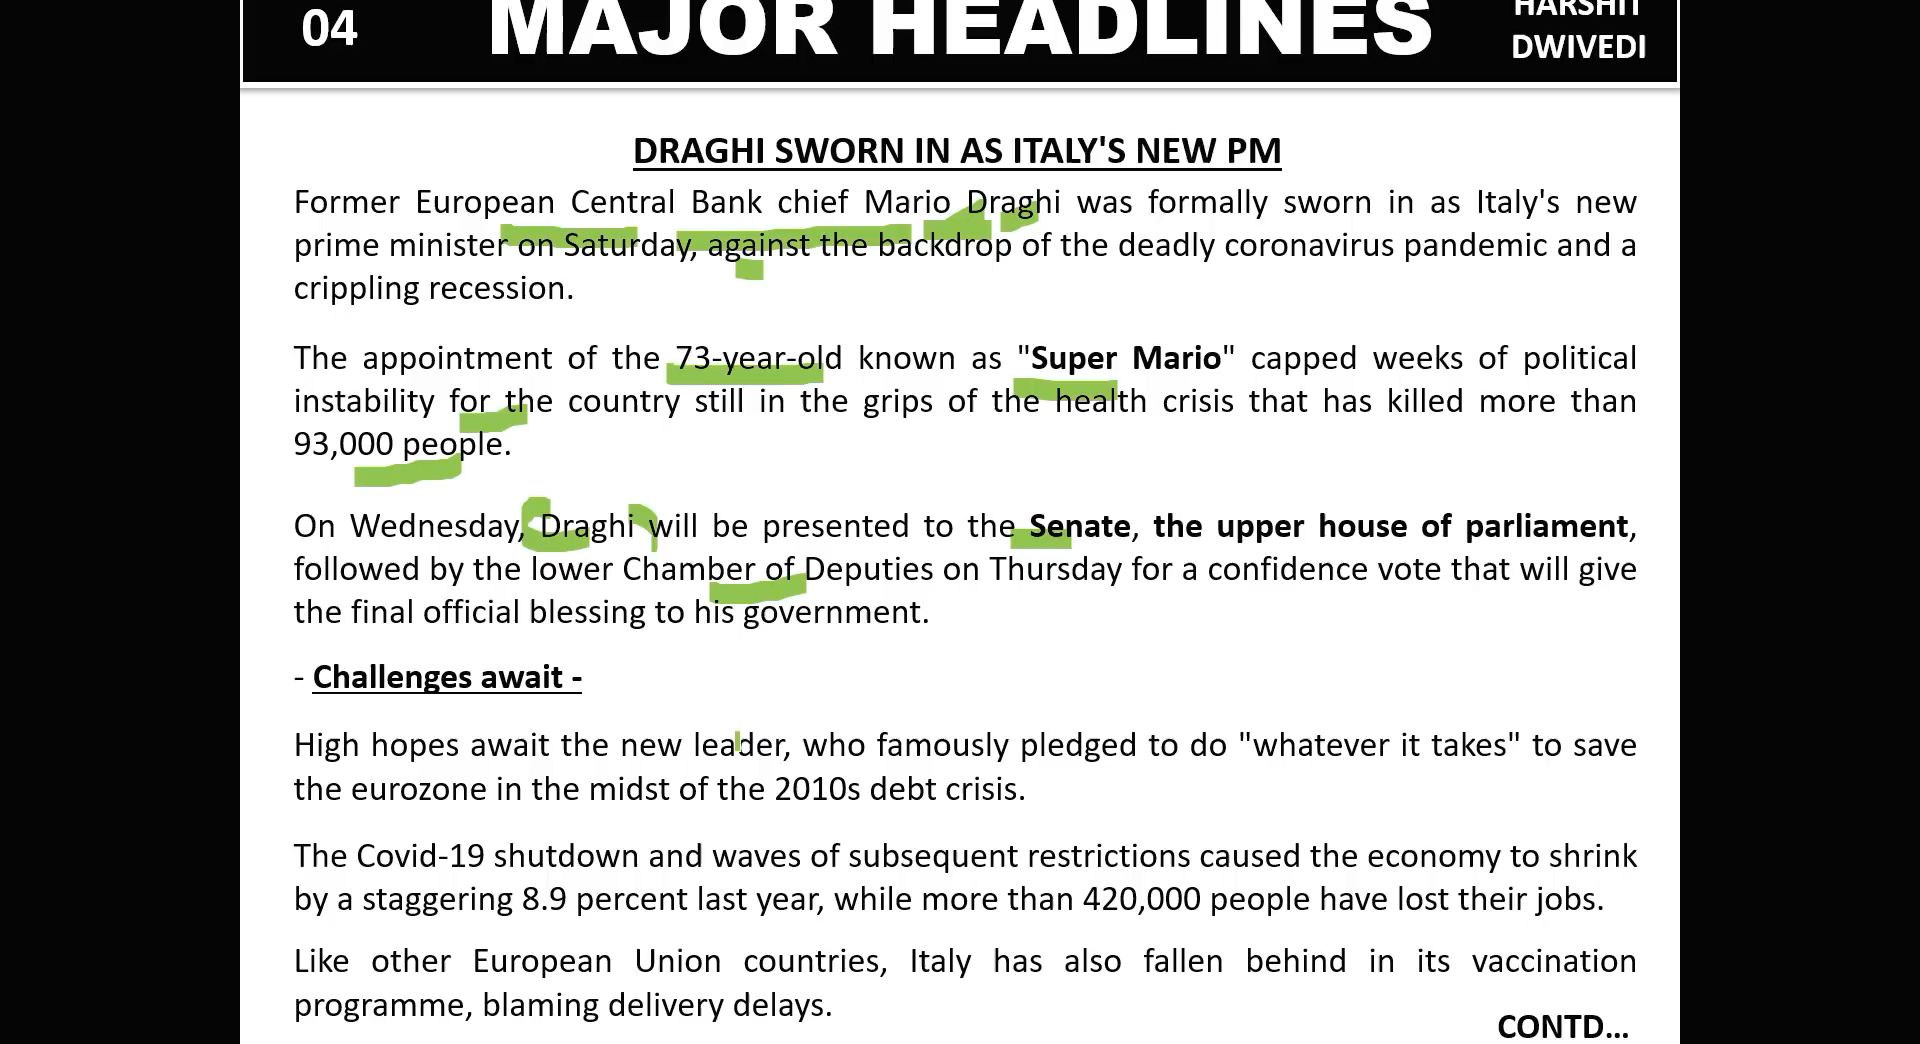 04
MAJOR HEADLINES
HARSHIT
DWIVEDI
DRAGHI SWORN IN AS ITALY'S NEW PM
Former European Central Bank chief Mario Draghi was formally sworn in as Italy's new
prime minister on Saturday, against the backdrop of the deadly coronavirus pandemic and a
crippling recession.
The appointment of the 73-year-old known as "Super Mario" capped weeks of political
instability for the country still in the grips of the health crisis that has killed more than
93,000 people.
On Wednesday, Draghi will be presented to the Senate, the upper house of parliament,
followed by the lower Chamber of Deputies on Thursday for a confidence vote that will give
the final official blessing to his government.
- Challenges await -
High hopes await the new leader, who famously pledged to do "whatever it takes" to save
the eurozone in the midst of the 2010s debt crisis.
The Covid-19 shutdown and waves of subsequent restrictions caused the economy to shrink
by a staggering 8.9 percent last year, while more than 420,000 people have lost their jobs.
Like other European Union countries, Italy has also fallen behind in its vaccination
programme, blaming delivery delays.
CONTD...